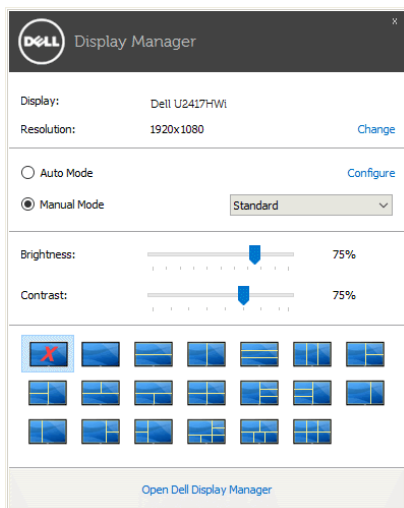 x
DELL Display Manager
Display: Dell U2417HWi
Resolution: 1920x1080 Change
Auto Mode Configure
Manual Mode Standard
Brightness: 75%
Contrast: 75%
X
Open Dell Display Manager